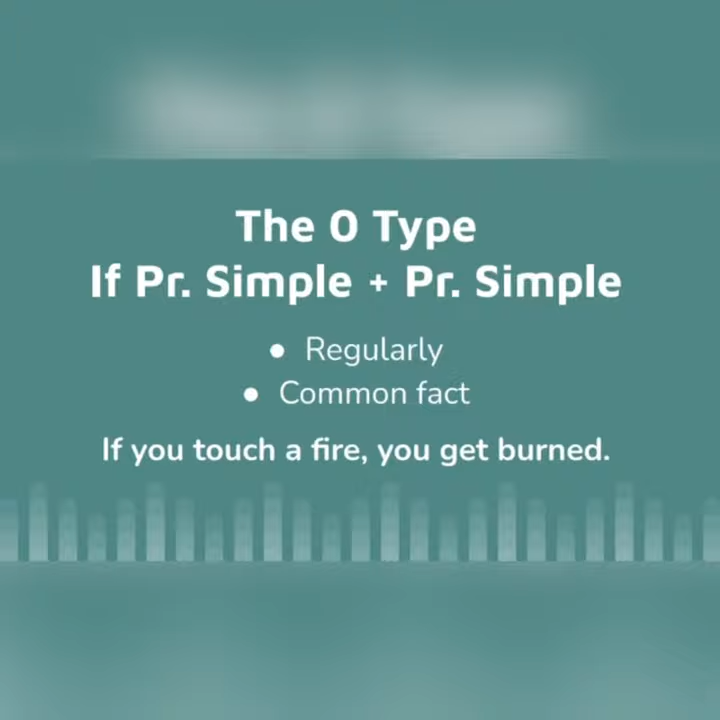 The 0 Type
If Pr. Simple + Pr. Simple
● Regularly
● Common fact
If you touch a fire, you get burned.